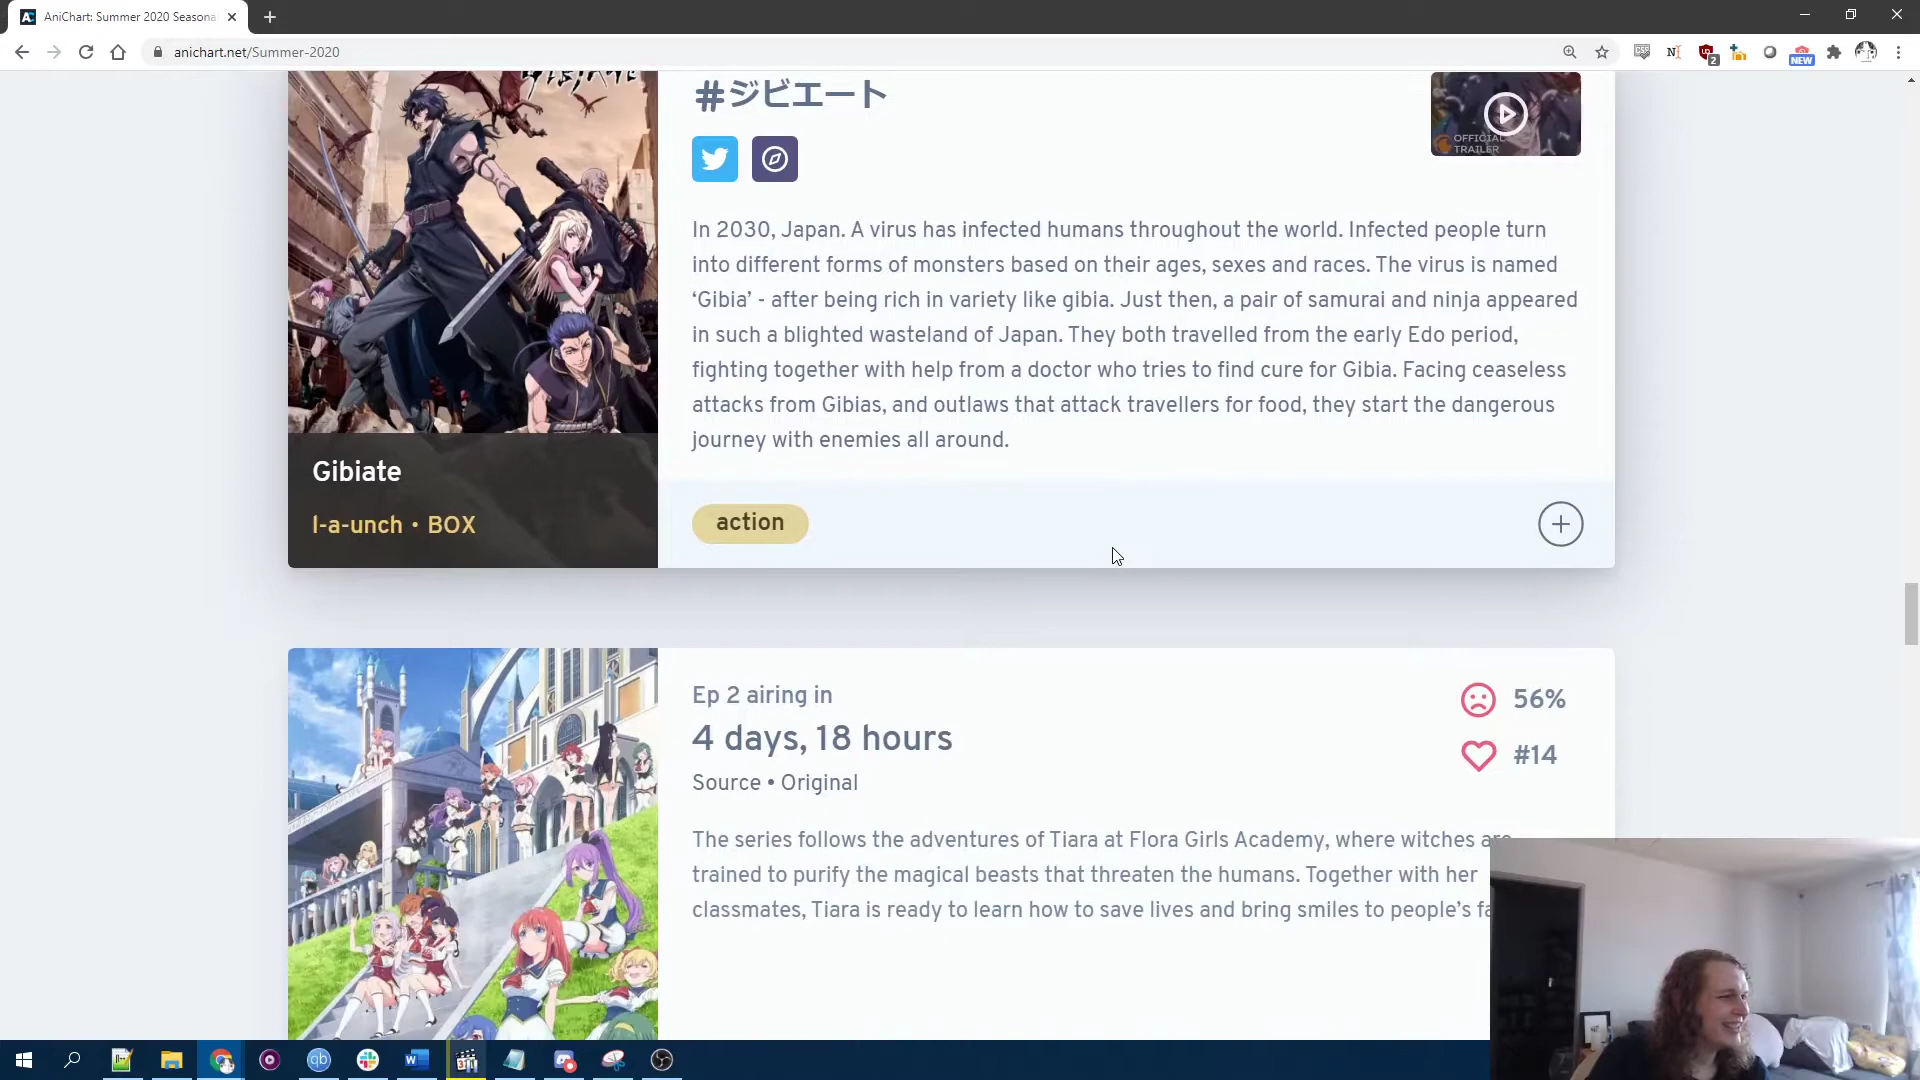 AniChart: Summer 2020 Seasona
anichart.net/Summer-2020
2
NEW
#ジビエート
OFFICIAL
TRAILER
In 2030, Japan. A virus has infected humans throughout the world. Infected people turn
into different forms of monsters based on their ages, sexes and races. The virus is named
‘Gibia’ - after being rich in variety like gibia. Just then, a pair of samurai and ninja appeared
in such a blighted wasteland of Japan. They both travelled from the early Edo period,
fighting together with help from a doctor who tries to find cure for Gibia. Facing ceaseless
attacks from Gibias, and outlaws that attack travellers for food, they start the dangerous
journey with enemies all around.
Gibiate
l-a-unch • BOX
action
Ep 2 airing in
4 days, 18 hours
Source • Original
56%
#14
The series follows the adventures of Tiara at Flora Girls Academy, where witches are
trained to purify the magical beasts that threaten the humans. Together with her
classmates, Tiara is ready to learn how to save lives and bring smiles to people’s fa